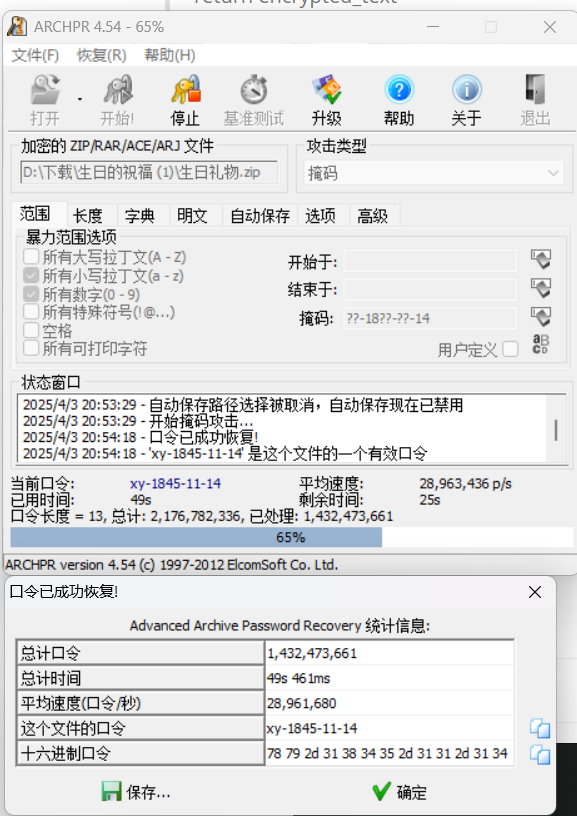 return encrypted_text
ARCHPR 4.54 - 65%
文件(F) 恢复(R) 帮助(H)
打开 开始! 停止 基准测试 升级 帮助 关于 退出
加密的 ZIP/RAR/ACE/ARJ 文件 攻击类型
D:\下载\生日的祝福 (1)\生日礼物.zip 掩码
范围 长度 字典 明文 自动保存 选项 高级
暴力范围选项
所有大写拉丁文(A - Z)
所有小写拉丁文(a - z)
所有数字(0 - 9)
所有特殊符号(!@...)
空格
所有可打印字符
开始于:
结束于:
掩码: ??-18??-??-14
用户定义
状态窗口
2025/4/3 20:53:29 - 自动保存路径选择被取消，自动保存现在已禁用
2025/4/3 20:53:29 - 开始掩码攻击...
2025/4/3 20:54:18 - 口令已成功恢复!
2025/4/3 20:54:18 - 'xy-1845-11-14' 是这个文件的一个有效口令
当前口令: xy-1845-11-14 平均速度: 28,963,436 p/s
已用时间: 49s 剩余时间: 25s
口令长度 = 13, 总计: 2,176,782,336, 已处理: 1,432,473,661
65%
ARCHPR version 4.54 (c) 1997-2012 ElcomSoft Co. Ltd.
口令已成功恢复!
Advanced Archive Password Recovery 统计信息:
总计口令 1,432,473,661
总计时间 49s 461ms
平均速度(口令/秒) 28,961,680
这个文件的口令 xy-1845-11-14
十六进制口令 78 79 2d 31 38 34 35 2d 31 31 2d 31 34
保存... 确定